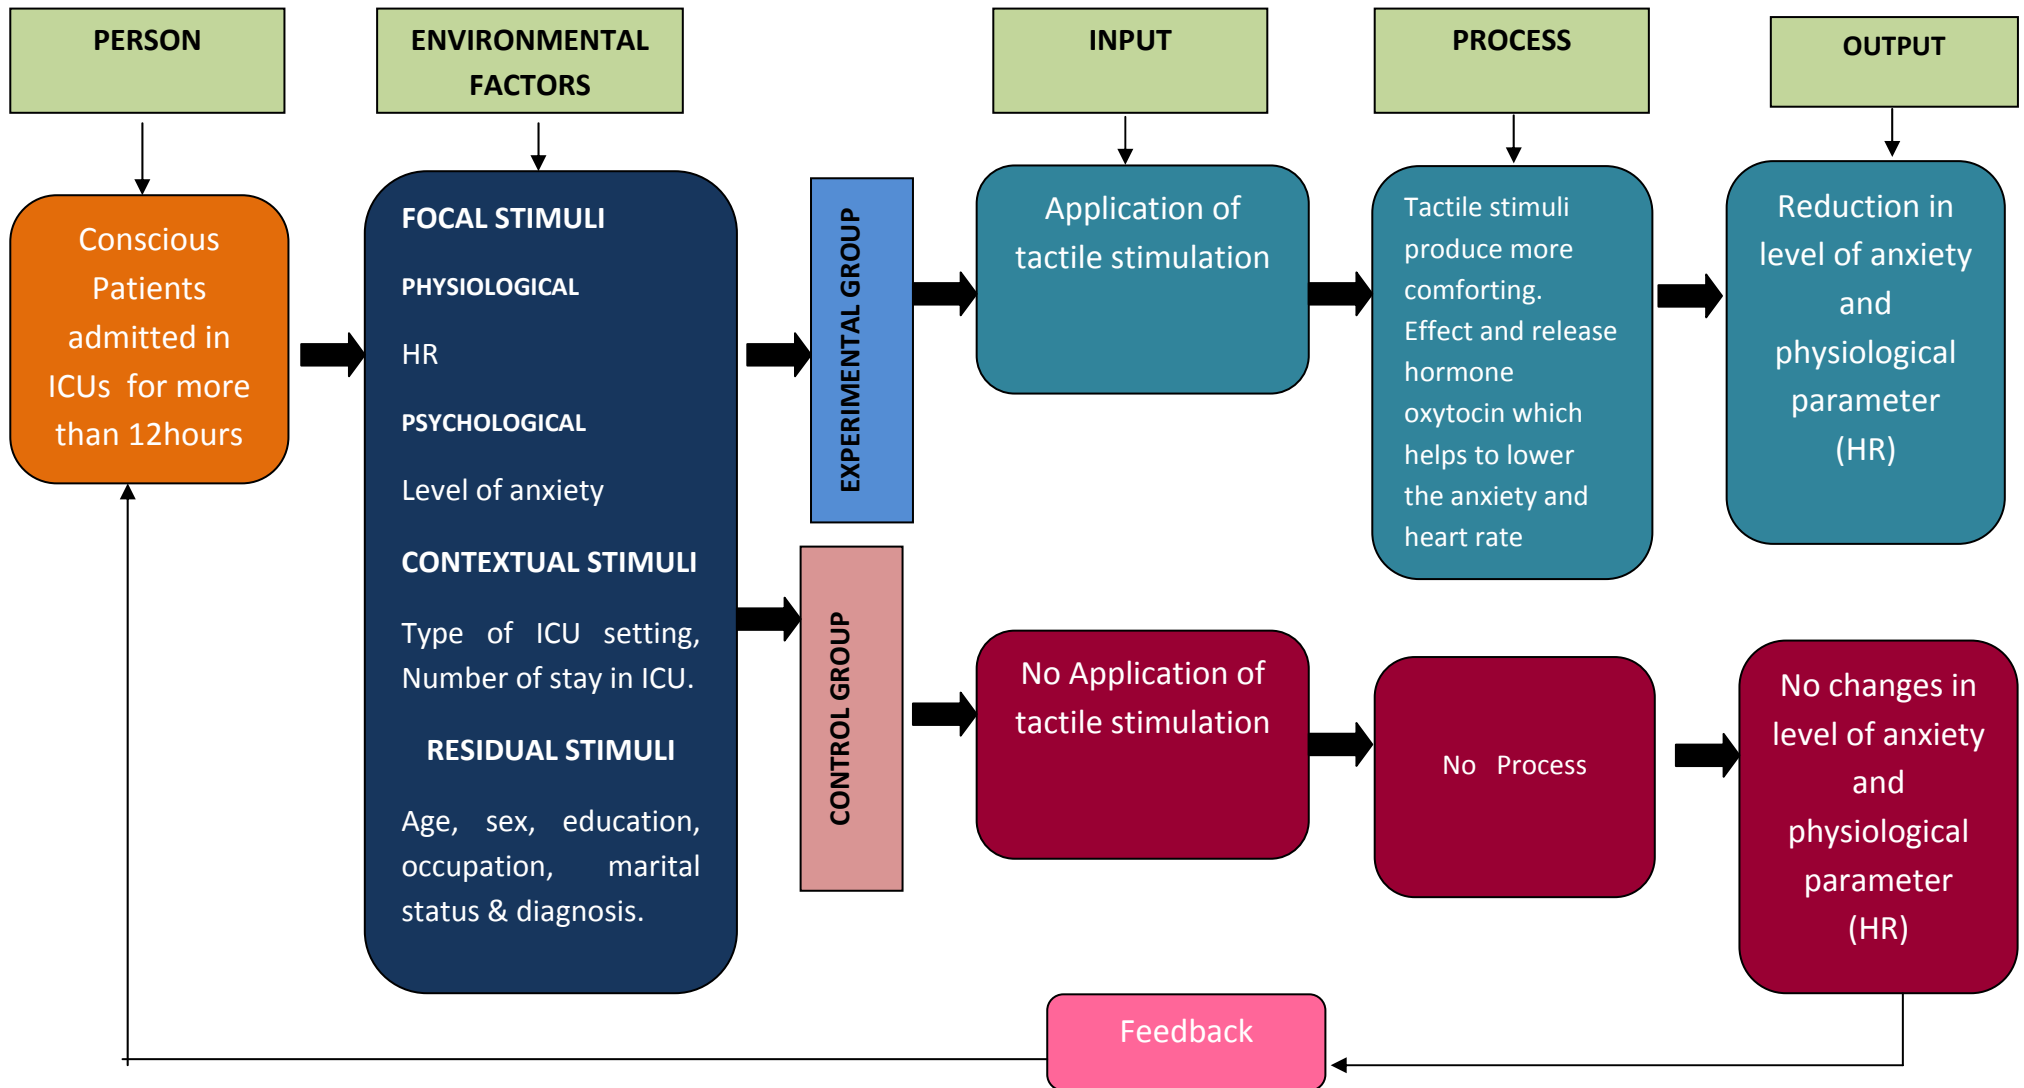 PERSON
ENVIRONMENTAL
FACTORS
INPUT
PROCESS
OUTPUT
Conscious
Patients
admitted in
ICUs for more
than 12hours
FOCAL STIMULI
PHYSIOLOGICAL
HR
PSYCHOLOGICAL
Level of anxiety
CONTEXTUAL STIMULI
Type of ICU setting,
Number of stay in ICU.
RESIDUAL STIMULI
Age, sex, education,
occupation, marital
status & diagnosis.
EXPERIMENTAL GROUP
Application of
tactile stimulation
Tactile stimuli
produce more
comforting.
Effect and release
hormone
oxytocin which
helps to lower
the anxiety and
heart rate
Reduction in
level of anxiety
and
physiological
parameter
(HR)
CONTROL GROUP
No Application of
tactile stimulation
No Process
No changes in
level of anxiety
and
physiological
parameter
(HR)
Feedback